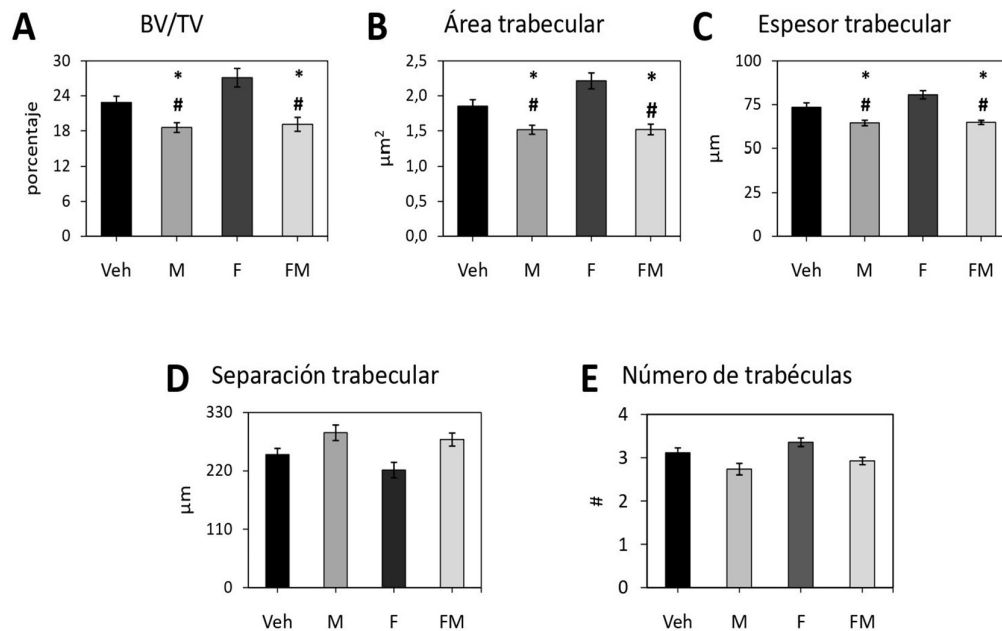 A BV/TV
porcentaje
30
24
18
12
6
0
* *
# #
Veh M F FM
B Área trabecular
µm²
2,5
2,0
1,5
1,0
0,5
0,0
* *
# #
Veh M F FM
C Espesor trabecular
µm
100
75
50
25
0
* *
# #
Veh M F FM
D Separación trabecular
µm
330
220
110
0
Veh M F FM
E Número de trabéculas
#
4
3
2
1
0
Veh M F FM